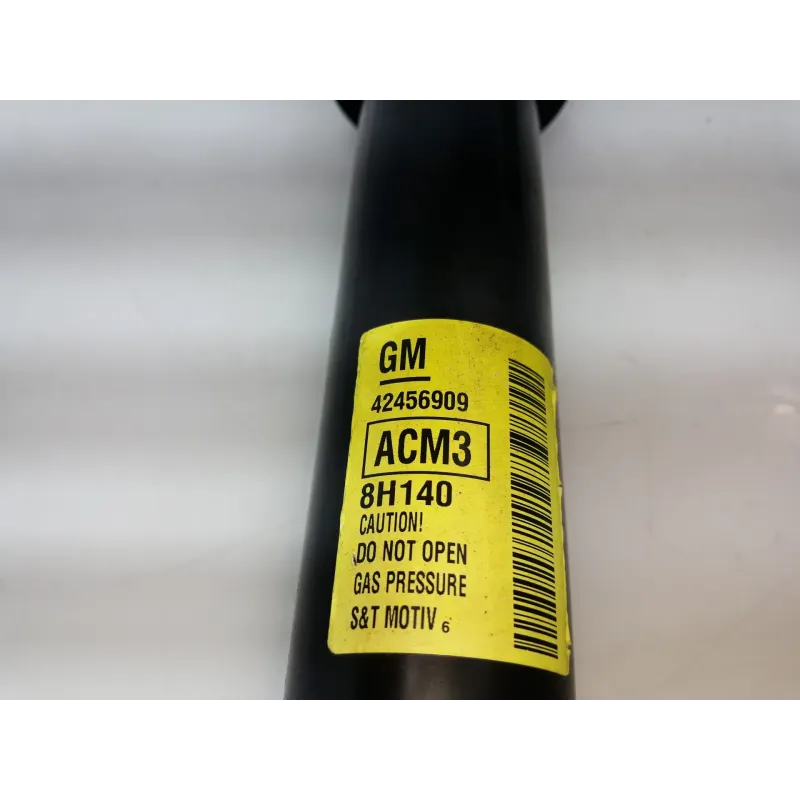 GM
42456909
ACM3
8H140
CAUTION!
DO NOT OPEN
GAS PRESSURE
S&T MOTIV 6